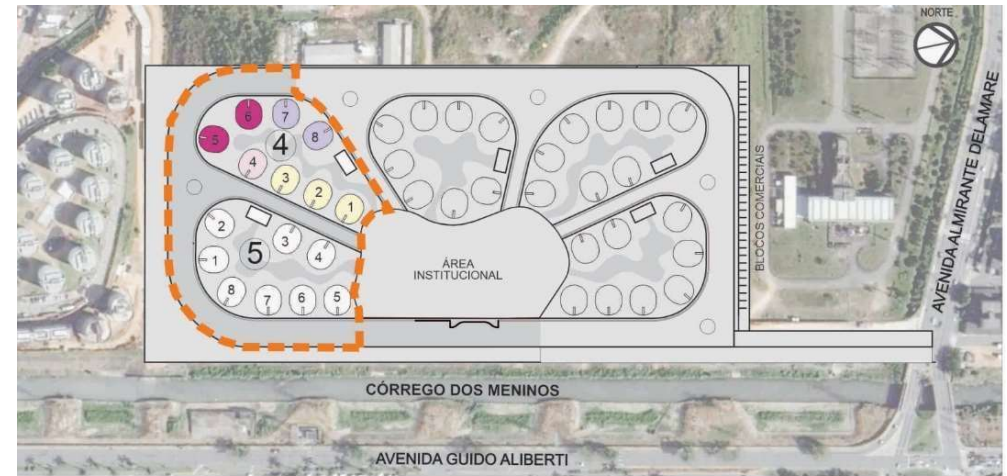 NORTE
6
7
5
8
4
4
3
2
1
2
3
5
4
1
8
7
6
5
ÁREA
INSTITUCIONAL
BLOCOS COMERCIAIS
AVENIDA ALMIRANTE DELAMARE
CÓRREGO DOS MENINOS
AVENIDA GUIDO ALIBERTI